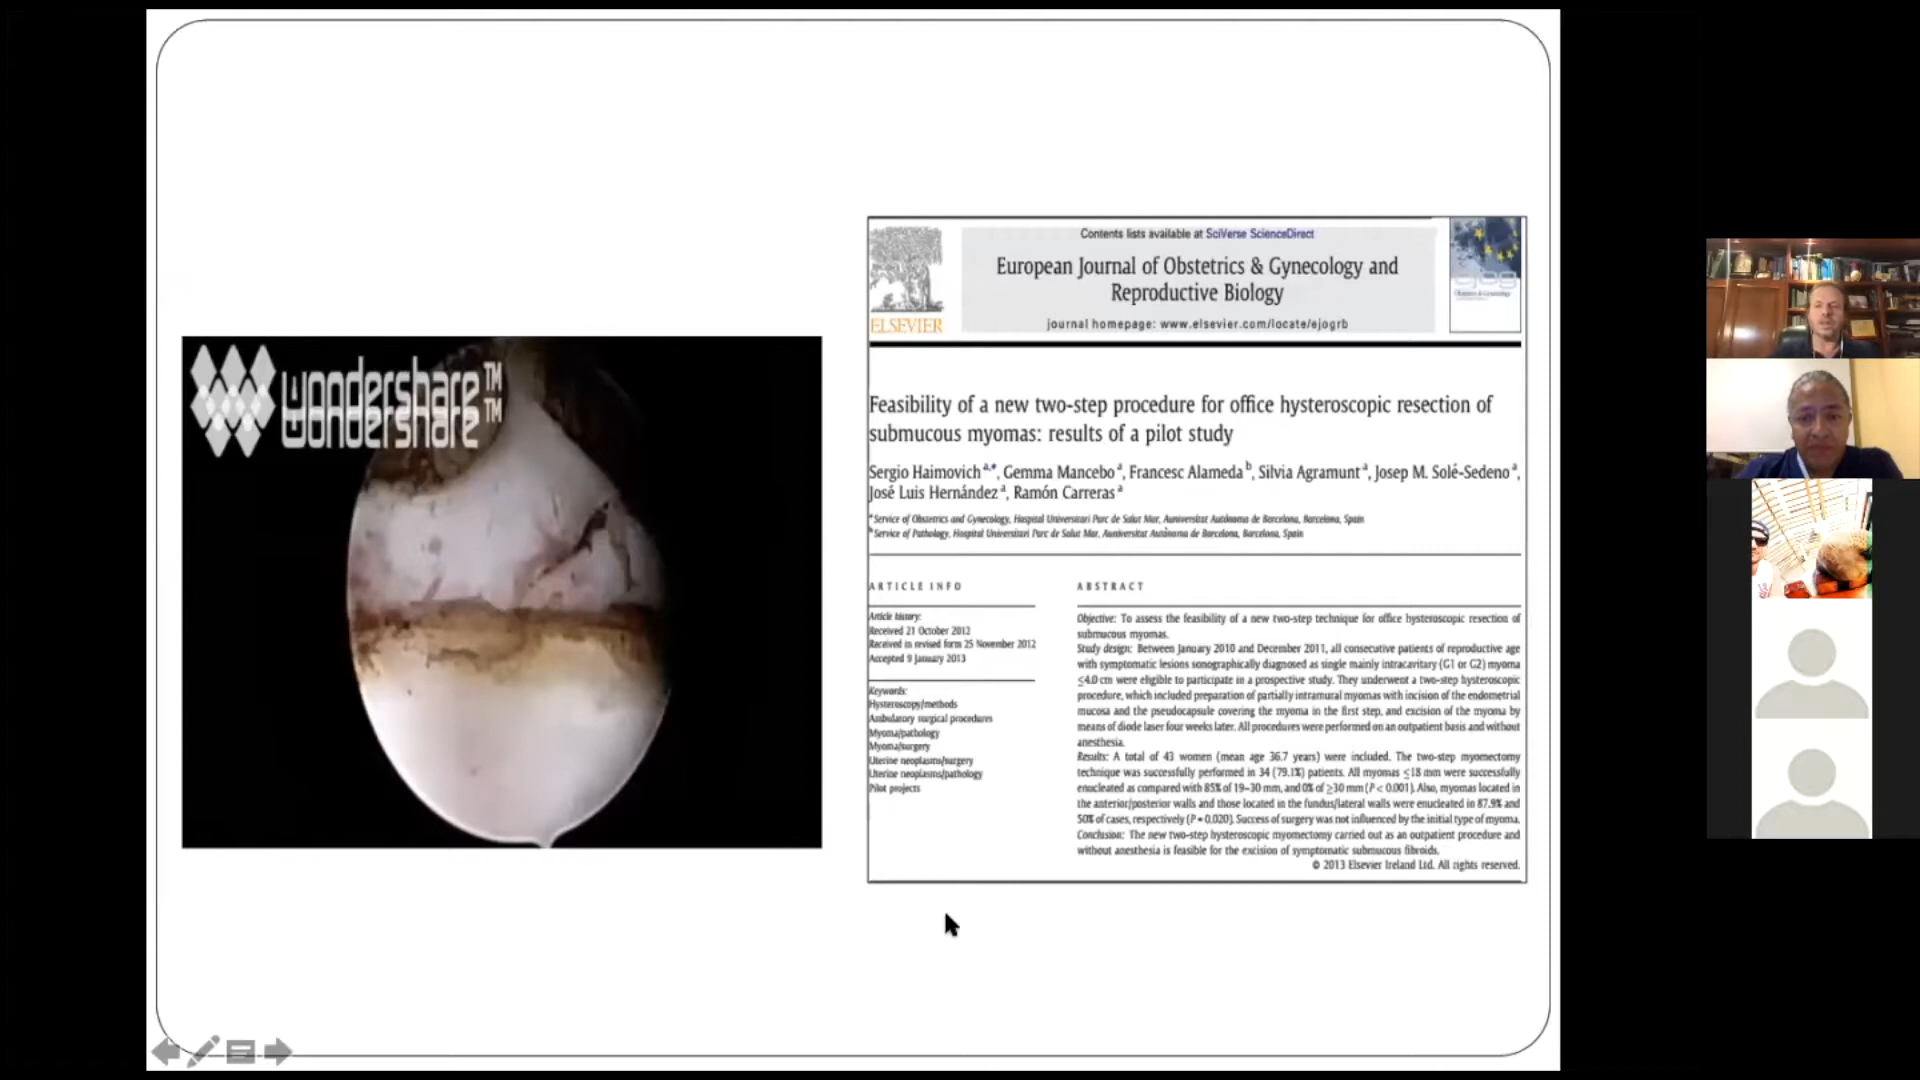 wondershare™
wondershare™
Contents lists available at SciVerse ScienceDirect
European Journal of Obstetrics & Gynecology and
Reproductive Biology
journal homepage: www.elsevier.com/locate/ejogrb
ELSEVIER
Feasibility of a new two-step procedure for office hysteroscopic resection of
submucous myomas: results of a pilot study
Sergio Haimovich a,*, Gemma Mancebo a, Francesc Alameda b, Silvia Agramunt a, Josep M. Solé-Sedeno a,
José Luis Hernández a, Ramón Carreras a
a Service of Obstetrics and Gynecology, Hospital Universitari Parc de Salut Mar, Auniversitat Autònoma de Barcelona, Barcelona, Spain
b Service of Pathology, Hospital Universitari Parc de Salut Mar, Auniversitat Autònoma de Barcelona, Barcelona, Spain
ARTICLE INFO
Article history:
Received 21 October 2012
Received in revised form 25 November 2012
Accepted 9 January 2013
Keywords:
Hysteroscopy/methods
Ambulatory surgical procedures
Myoma/pathology
Myoma/surgery
Uterine neoplasms/surgery
Uterine neoplasms/pathology
Pilot projects
ABSTRACT
Objective: To assess the feasibility of a new two-step technique for office hysteroscopic resection of
submucous myomas.
Study design: Between January 2010 and December 2011, all consecutive patients of reproductive age
with symptomatic lesions sonographically diagnosed as single mainly intracavitary (G1 or G2) myoma
≤4.0 cm were eligible to participate in a prospective study. They underwent a two-step hysteroscopic
procedure, which included preparation of partially intramural myomas with incision of the endometrial
mucosa and the pseudocapsule covering the myoma in the first step, and excision of the myoma by
means of diode laser four weeks later. All procedures were performed on an outpatient basis and without
anesthesia.
Results: A total of 43 women (mean age 36.7 years) were included. The two-step myomectomy
technique was successfully performed in 34 (79.1%) patients. All myomas ≤18 mm were successfully
enucleated as compared with 85% of 19–30 mm, and 0% of ≥30 mm (P < 0.001). Also, myomas located in
the anterior/posterior walls and those located in the fundus/lateral walls were enucleated in 87.9% and
50% of cases, respectively (P = 0.020). Success of surgery was not influenced by the initial type of myoma.
Conclusion: The new two-step hysteroscopic myomectomy carried out as an outpatient procedure and
without anesthesia is feasible for the excision of symptomatic submucous fibroids.
© 2013 Elsevier Ireland Ltd. All rights reserved.